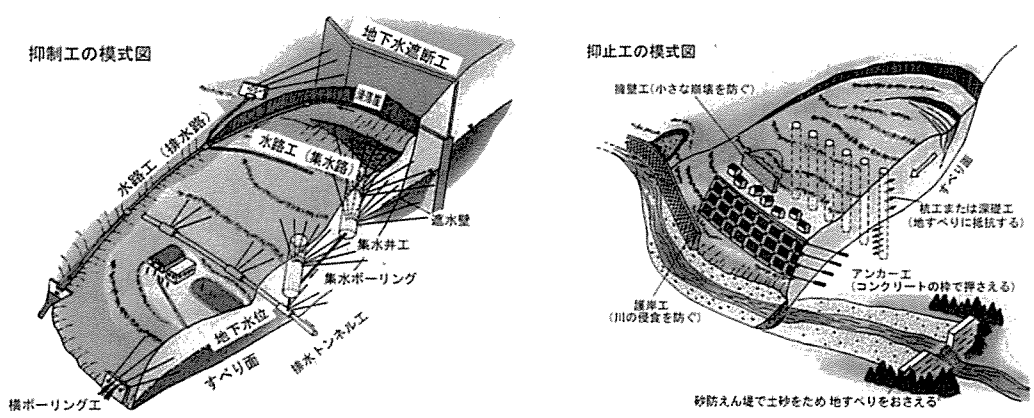 抑制工の模式図
地下水遮断工
水路工（排水路）
水路工（集水路）
遮水壁
集水井工
集水ボーリング
排水トンネル工
地下水位
すべり面
横ボーリング工
抑止工の模式図
擁壁工(小さな崩壊を防ぐ)
すべり面
杭工または深礎工
(地すべりに抵抗する)
アンカー工
(コンクリートの枠で押さえる)
護岸工
(川の侵食を防ぐ)
砂防えん堤で土砂をため 地すべりをおさえる